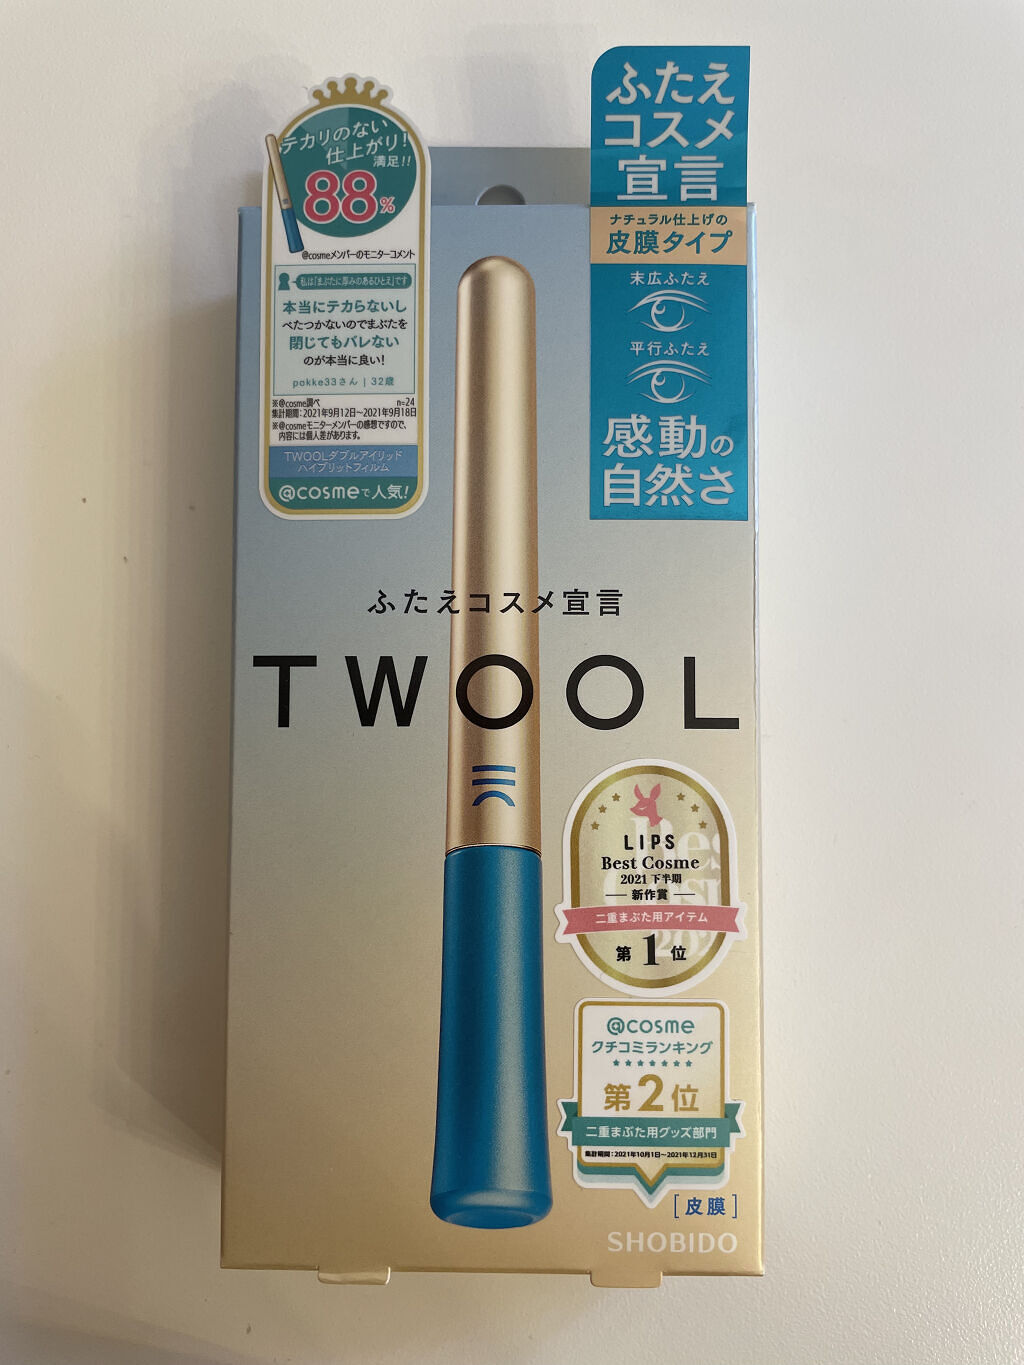 テカリのない
仕上がり!
満足!!
88%
@cosmeメンバーのモニターコメント
私は「まぶたに厚みのあるひとえ」です
本当にテカらないし
べたつかないのでまぶたを
閉じてもバレない
のが本当に良い!
pokke33さん | 32歳
※@cosme調べ n=24
集計期間:2021年9月12日〜2021年9月18日
※@cosmeモニターメンバーの感想ですので、
内容には個人差があります。
TWOOLダブルアイリッド
ハイブリットフィルム
@cosmeで人気!
ふたえ
コスメ
宣言
ナチュラル仕上げの
皮膜タイプ
末広ふたえ
平行ふたえ
感動の
自然さ
ふたえコスメ宣言
TWOOL
LIPS
Best Cosme
2021 下半期
新作賞
二重まぶた用アイテム
第1位
@cosme
クチコミランキング
第2位
二重まぶた用グッズ部門
集計期間:2021年10月1日〜2021年12月31日
[皮膜]
SHOBIDO